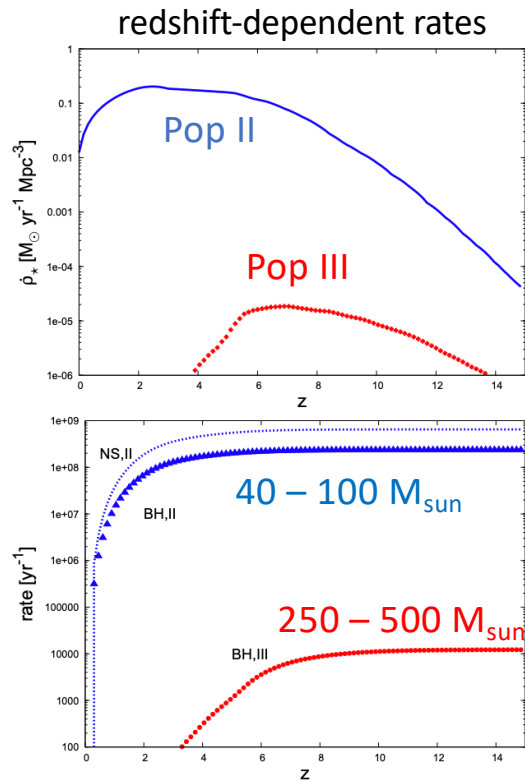 redshift-dependent rates
1
0.1
0.01
0.001
1e-04
1e-05
1e-06
ρ̇⋆ [M⊙ yr-1 Mpc-3]
Pop II
Pop III
0 2 4 6 8 10 12 14
z
1e+09
1e+08
1e+07
1e+06
100000
10000
1000
100
rate [yr-1]
NS,II
BH,II
40 – 100 Msun
250 – 500 Msun
BH,III
0 2 4 6 8 10 12 14
z